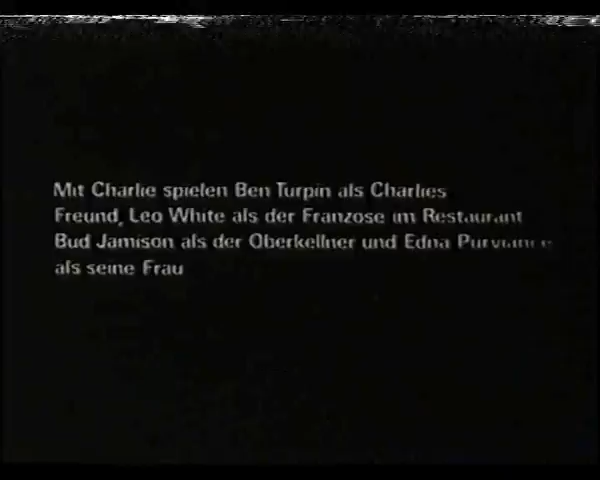 Mit Charlie spielen Ben Turpin als Charlies
Freund, Leo White als der Franzose im Restaurant
Bud Jamison als der Oberkellner und Edna Purviance
als seine Frau